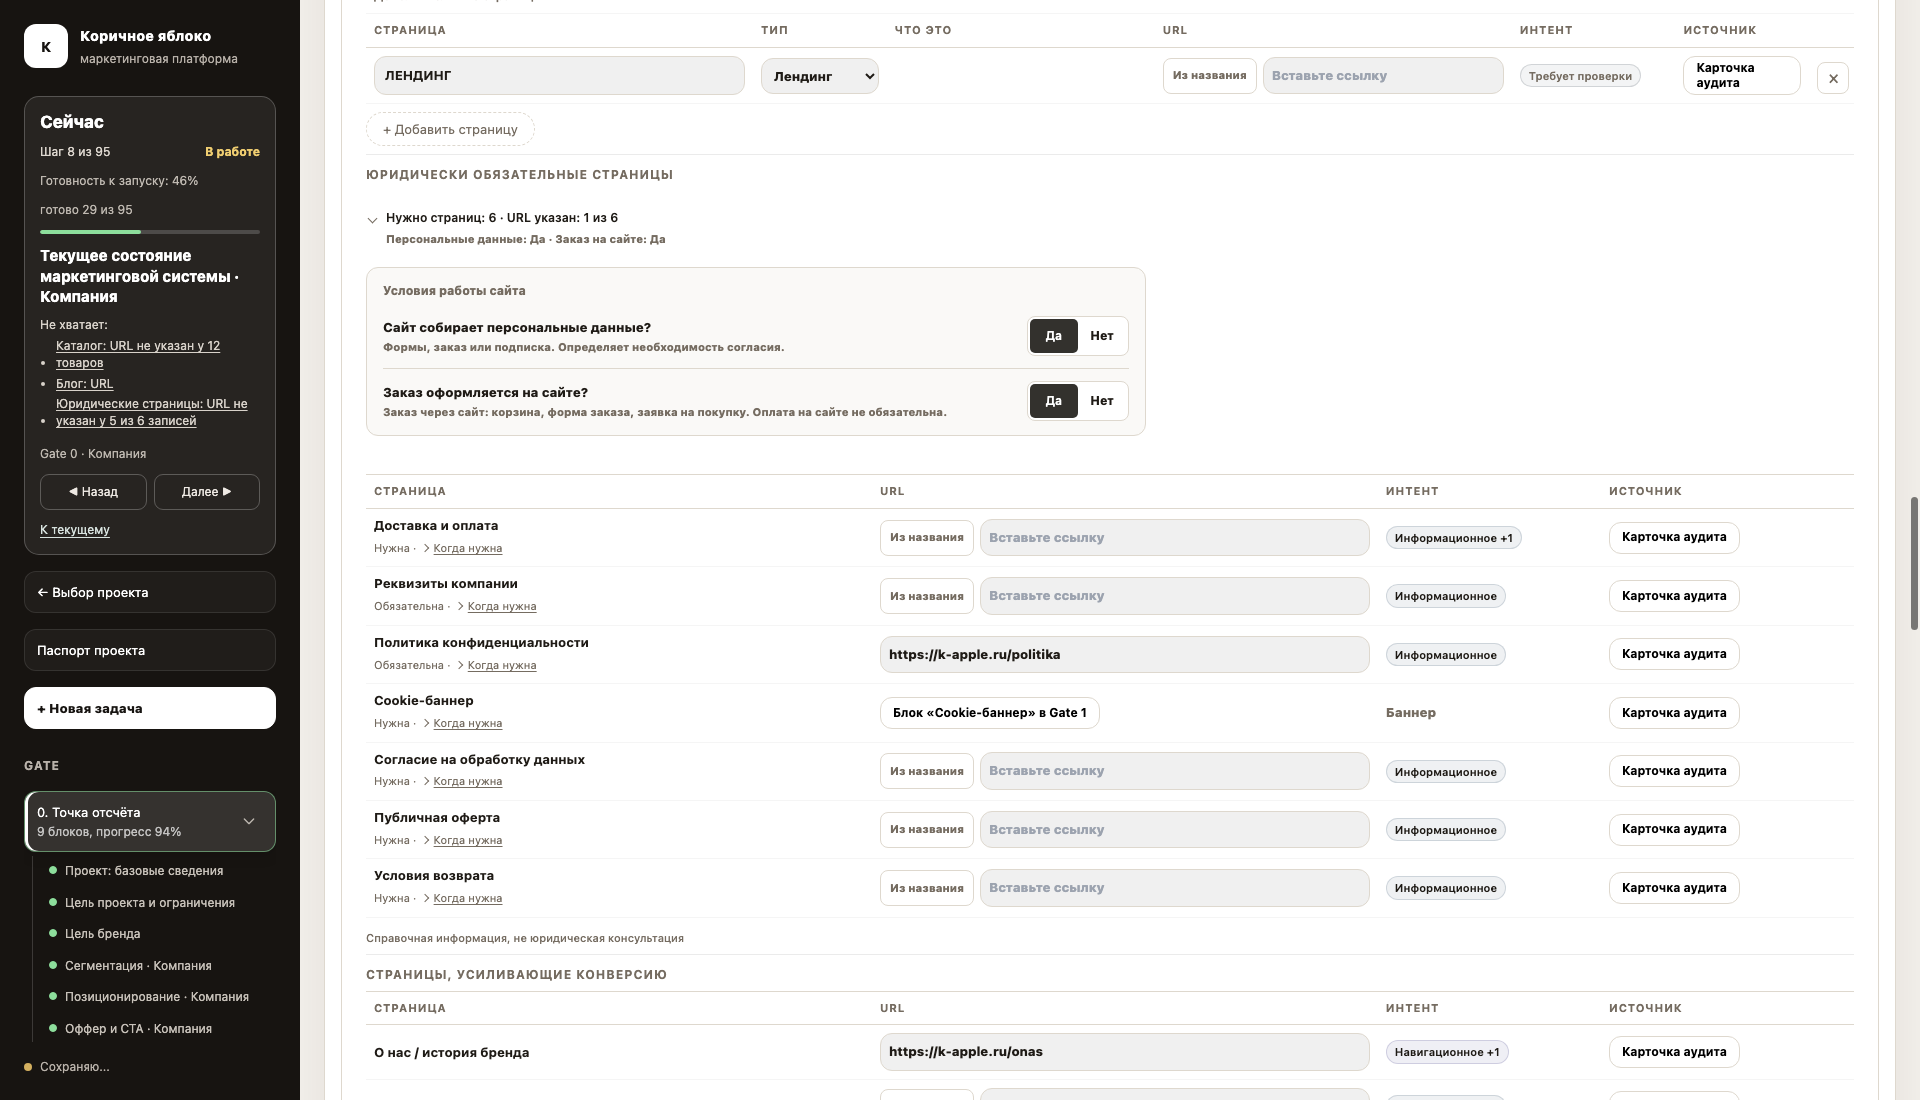 К
Коричное яблоко
маркетинговая платформа
Сейчас
Шаг 8 из 95
В работе
Готовность к запуску: 46%
готово 29 из 95
Текущее состояние
маркетинговой системы ·
Компания
Не хватает:
Каталог: URL не указан у 12
товаров
Блог: URL
Юридические страницы: URL не
указан у 5 из 6 записей
Gate 0 · Компания
◀ Назад
Далее ▶
К текущему
← Выбор проекта
Паспорт проекта
+ Новая задача
GATE
0. Точка отсчёта
9 блоков, прогресс 94%
Проект: базовые сведения
Цель проекта и ограничения
Цель бренда
Сегментация · Компания
Позиционирование · Компания
Оффер и CTA · Компания
Сохраняю...
СТРАНИЦА ТИП ЧТО ЭТО URL ИНТЕНТ ИСТОЧНИК
ЛЕНДИНГ Лендинг Из названия Вставьте ссылку Требует проверки Карточка
аудита ×
+ Добавить страницу
ЮРИДИЧЕСКИ ОБЯЗАТЕЛЬНЫЕ СТРАНИЦЫ
Нужно страниц: 6 · URL указан: 1 из 6
Персональные данные: Да · Заказ на сайте: Да
Условия работы сайта
Сайт собирает персональные данные?
Формы, заказ или подписка. Определяет необходимость согласия.
Да Нет
Заказ оформляется на сайте?
Заказ через сайт: корзина, форма заказа, заявка на покупку. Оплата на сайте не обязательна.
Да Нет
СТРАНИЦА URL ИНТЕНТ ИСТОЧНИК
Доставка и оплата
Нужна · Когда нужна
Из названия Вставьте ссылку Информационное +1 Карточка аудита
Реквизиты компании
Обязательна · Когда нужна
Из названия Вставьте ссылку Информационное Карточка аудита
Политика конфиденциальности
Обязательна · Когда нужна
https://k-apple.ru/politika Информационное Карточка аудита
Cookie-баннер
Нужна · Когда нужна
Блок «Cookie-баннер» в Gate 1 Баннер Карточка аудита
Согласие на обработку данных
Нужна · Когда нужна
Из названия Вставьте ссылку Информационное Карточка аудита
Публичная оферта
Нужна · Когда нужна
Из названия Вставьте ссылку Информационное Карточка аудита
Условия возврата
Нужна · Когда нужна
Из названия Вставьте ссылку Информационное Карточка аудита
Справочная информация, не юридическая консультация
СТРАНИЦЫ, УСИЛИВАЮЩИЕ КОНВЕРСИЮ
СТРАНИЦА URL ИНТЕНТ ИСТОЧНИК
О нас / история бренда https://k-apple.ru/onas Навигационное +1 Карточка аудита